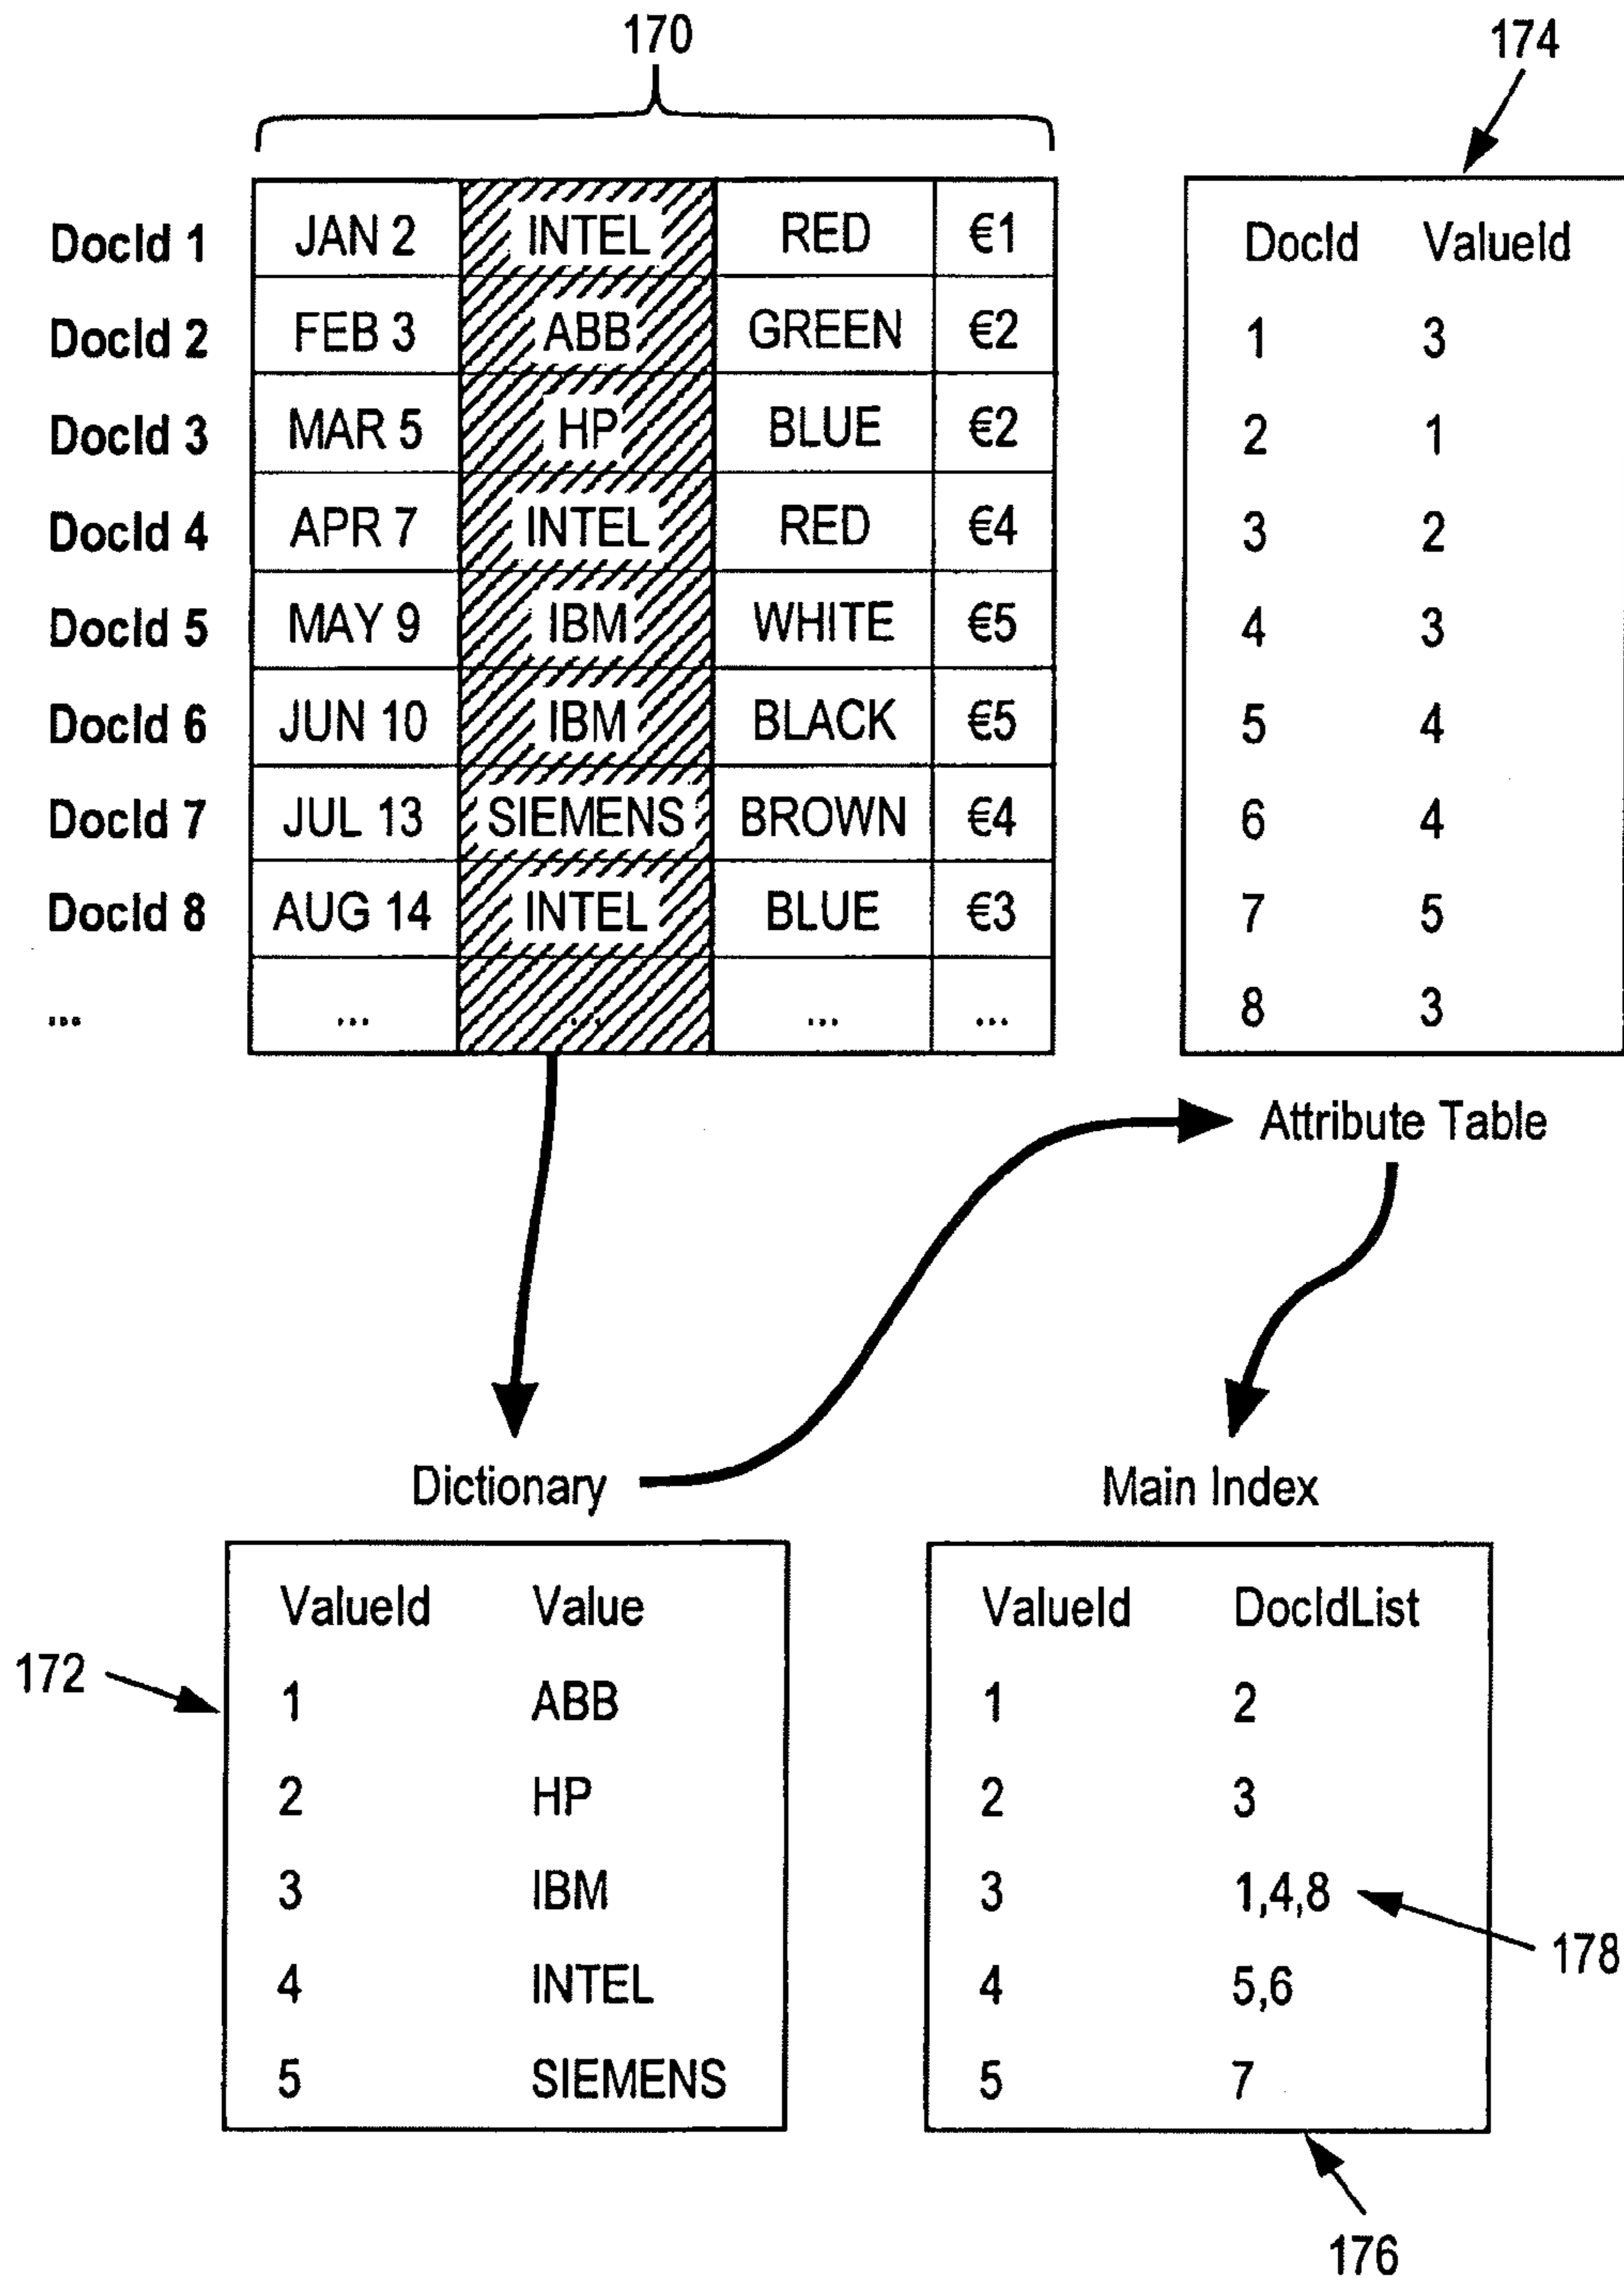 170
174
DocId 1 JAN 2 INTEL RED €1
DocId 2 FEB 3 ABB GREEN €2
DocId 3 MAR 5 HP BLUE €2
DocId 4 APR 7 INTEL RED €4
DocId 5 MAY 9 IBM WHITE €5
DocId 6 JUN 10 IBM BLACK €5
DocId 7 JUL 13 SIEMENS BROWN €4
DocId 8 AUG 14 INTEL BLUE €3
... ... ... ... ...
DocId ValueId
1 3
2 1
3 2
4 3
5 4
6 4
7 5
8 3
Attribute Table
Dictionary
Main Index
172
ValueId Value
1 ABB
2 HP
3 IBM
4 INTEL
5 SIEMENS
ValueId DocIdList
1 2
2 3
3 1,4,8
4 5,6
5 7
178
176